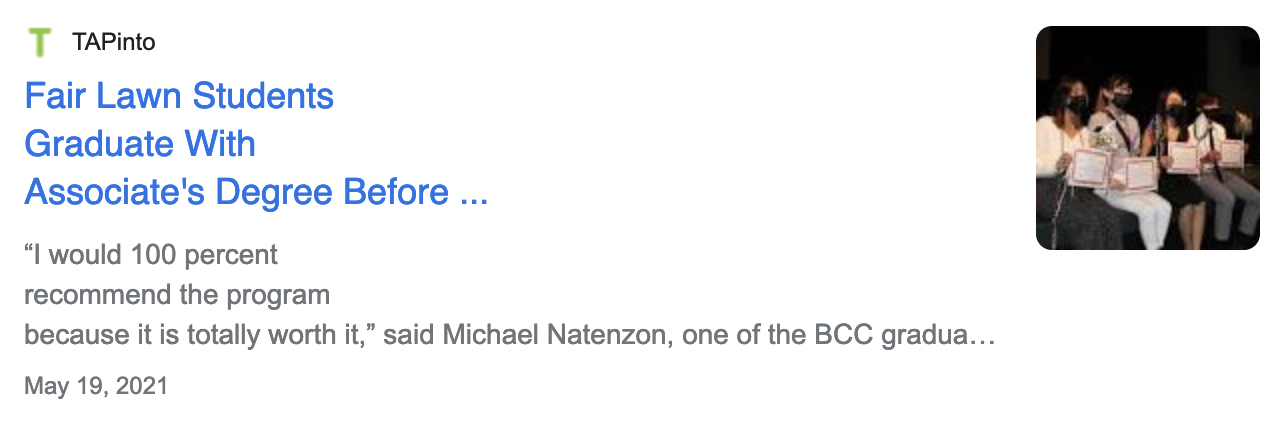 TAPinto
Fair Lawn Students
Graduate With
Associate's Degree Before ...
“I would 100 percent
recommend the program
because it is totally worth it,” said Michael Natenzon, one of the BCC gradua…
May 19, 2021